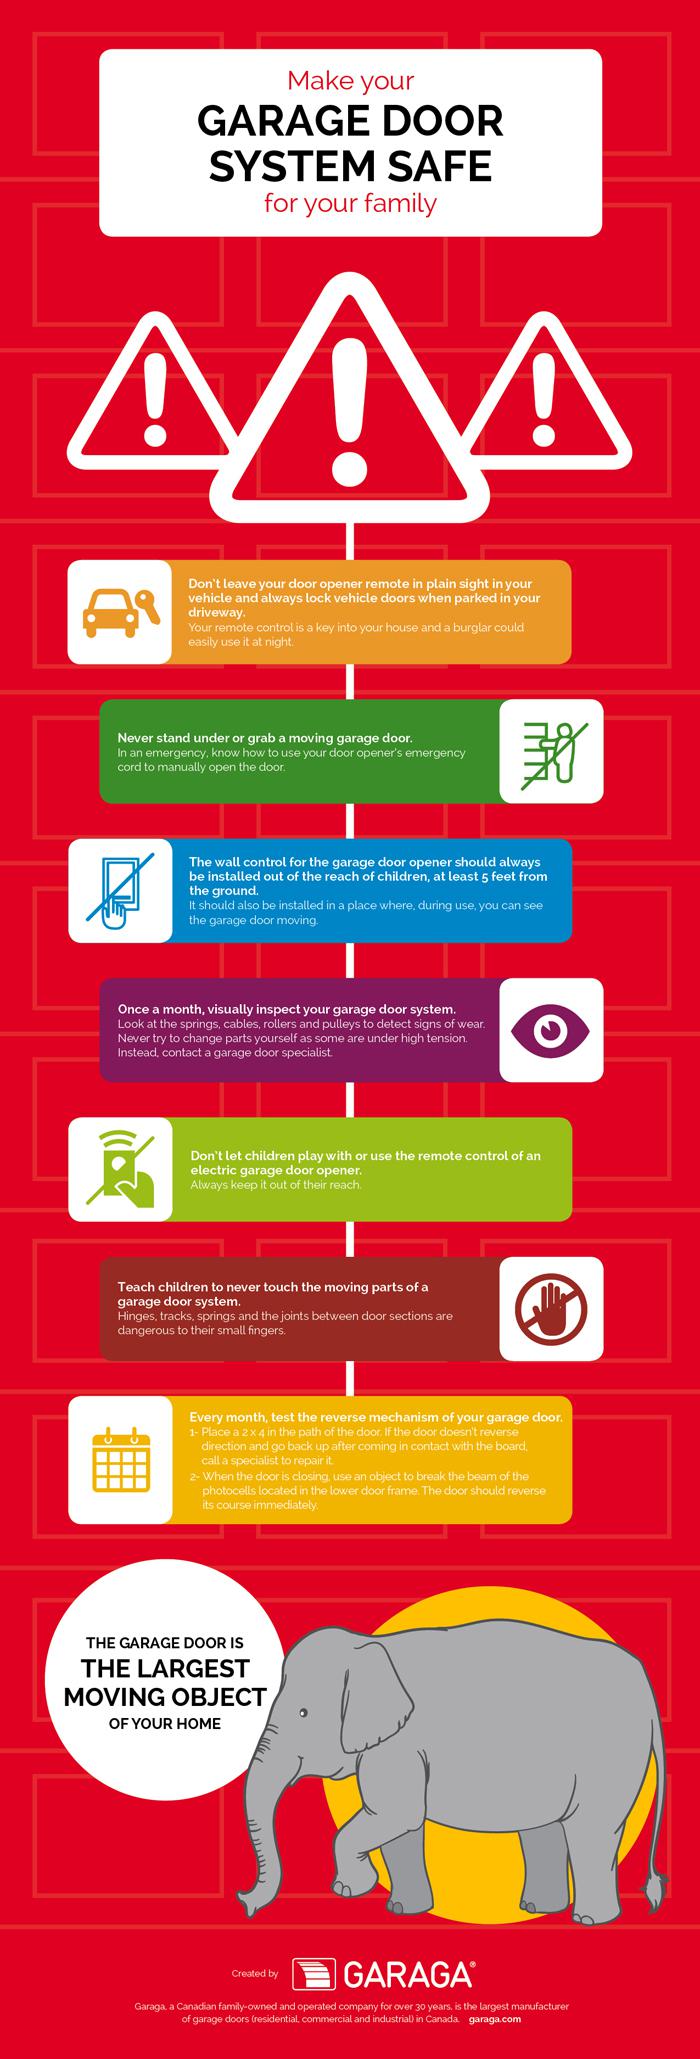 Make your
GARAGE DOOR
SYSTEM SAFE
for your family
Don't leave your door opener remote in plain sight in your
vehicle and always lock vehicle doors when parked in your
driveway.
Your remote control is a key into your house and a burglar could
easily use it at night.
Never stand under or grab a moving garage door.
In an emergency, know how to use your door opener's emergency
cord to manually open the door.
The wall control for the garage door opener should always
be installed out of the reach of children, at least 5 feet from
the ground.
It should also be installed in a place where, during use, you can see
the garage door moving.
Once a month, visually inspect your garage door system.
Look at the springs, cables, rollers and pulleys to detect signs of wear.
Never try to change parts yourself as some are under high tension.
Instead, contact a garage door specialist.
Don't let children play with or use the remote control of an
electric garage door opener.
Always keep it out of their reach.
Teach children to never touch the moving parts of a
garage door system.
Hinges, tracks, springs and the joints between door sections are
dangerous to their small fingers.
Every month, test the reverse mechanism of your garage door.
1- Place a 2 x 4 in the path of the door. If the door doesn't reverse
direction and go back up after coming in contact with the board,
call a specialist to repair it.
2- When the door is closing, use an object to break the beam of the
photocells located in the lower door frame. The door should reverse
its course immediately.
THE GARAGE DOOR IS
THE LARGEST
MOVING OBJECT
OF YOUR HOME
Created by GARAGA®
Garaga, a Canadian family-owned and operated company for over 30 years, is the largest manufacturer
of garage doors (residential, commercial and industrial) in Canada. garaga.com